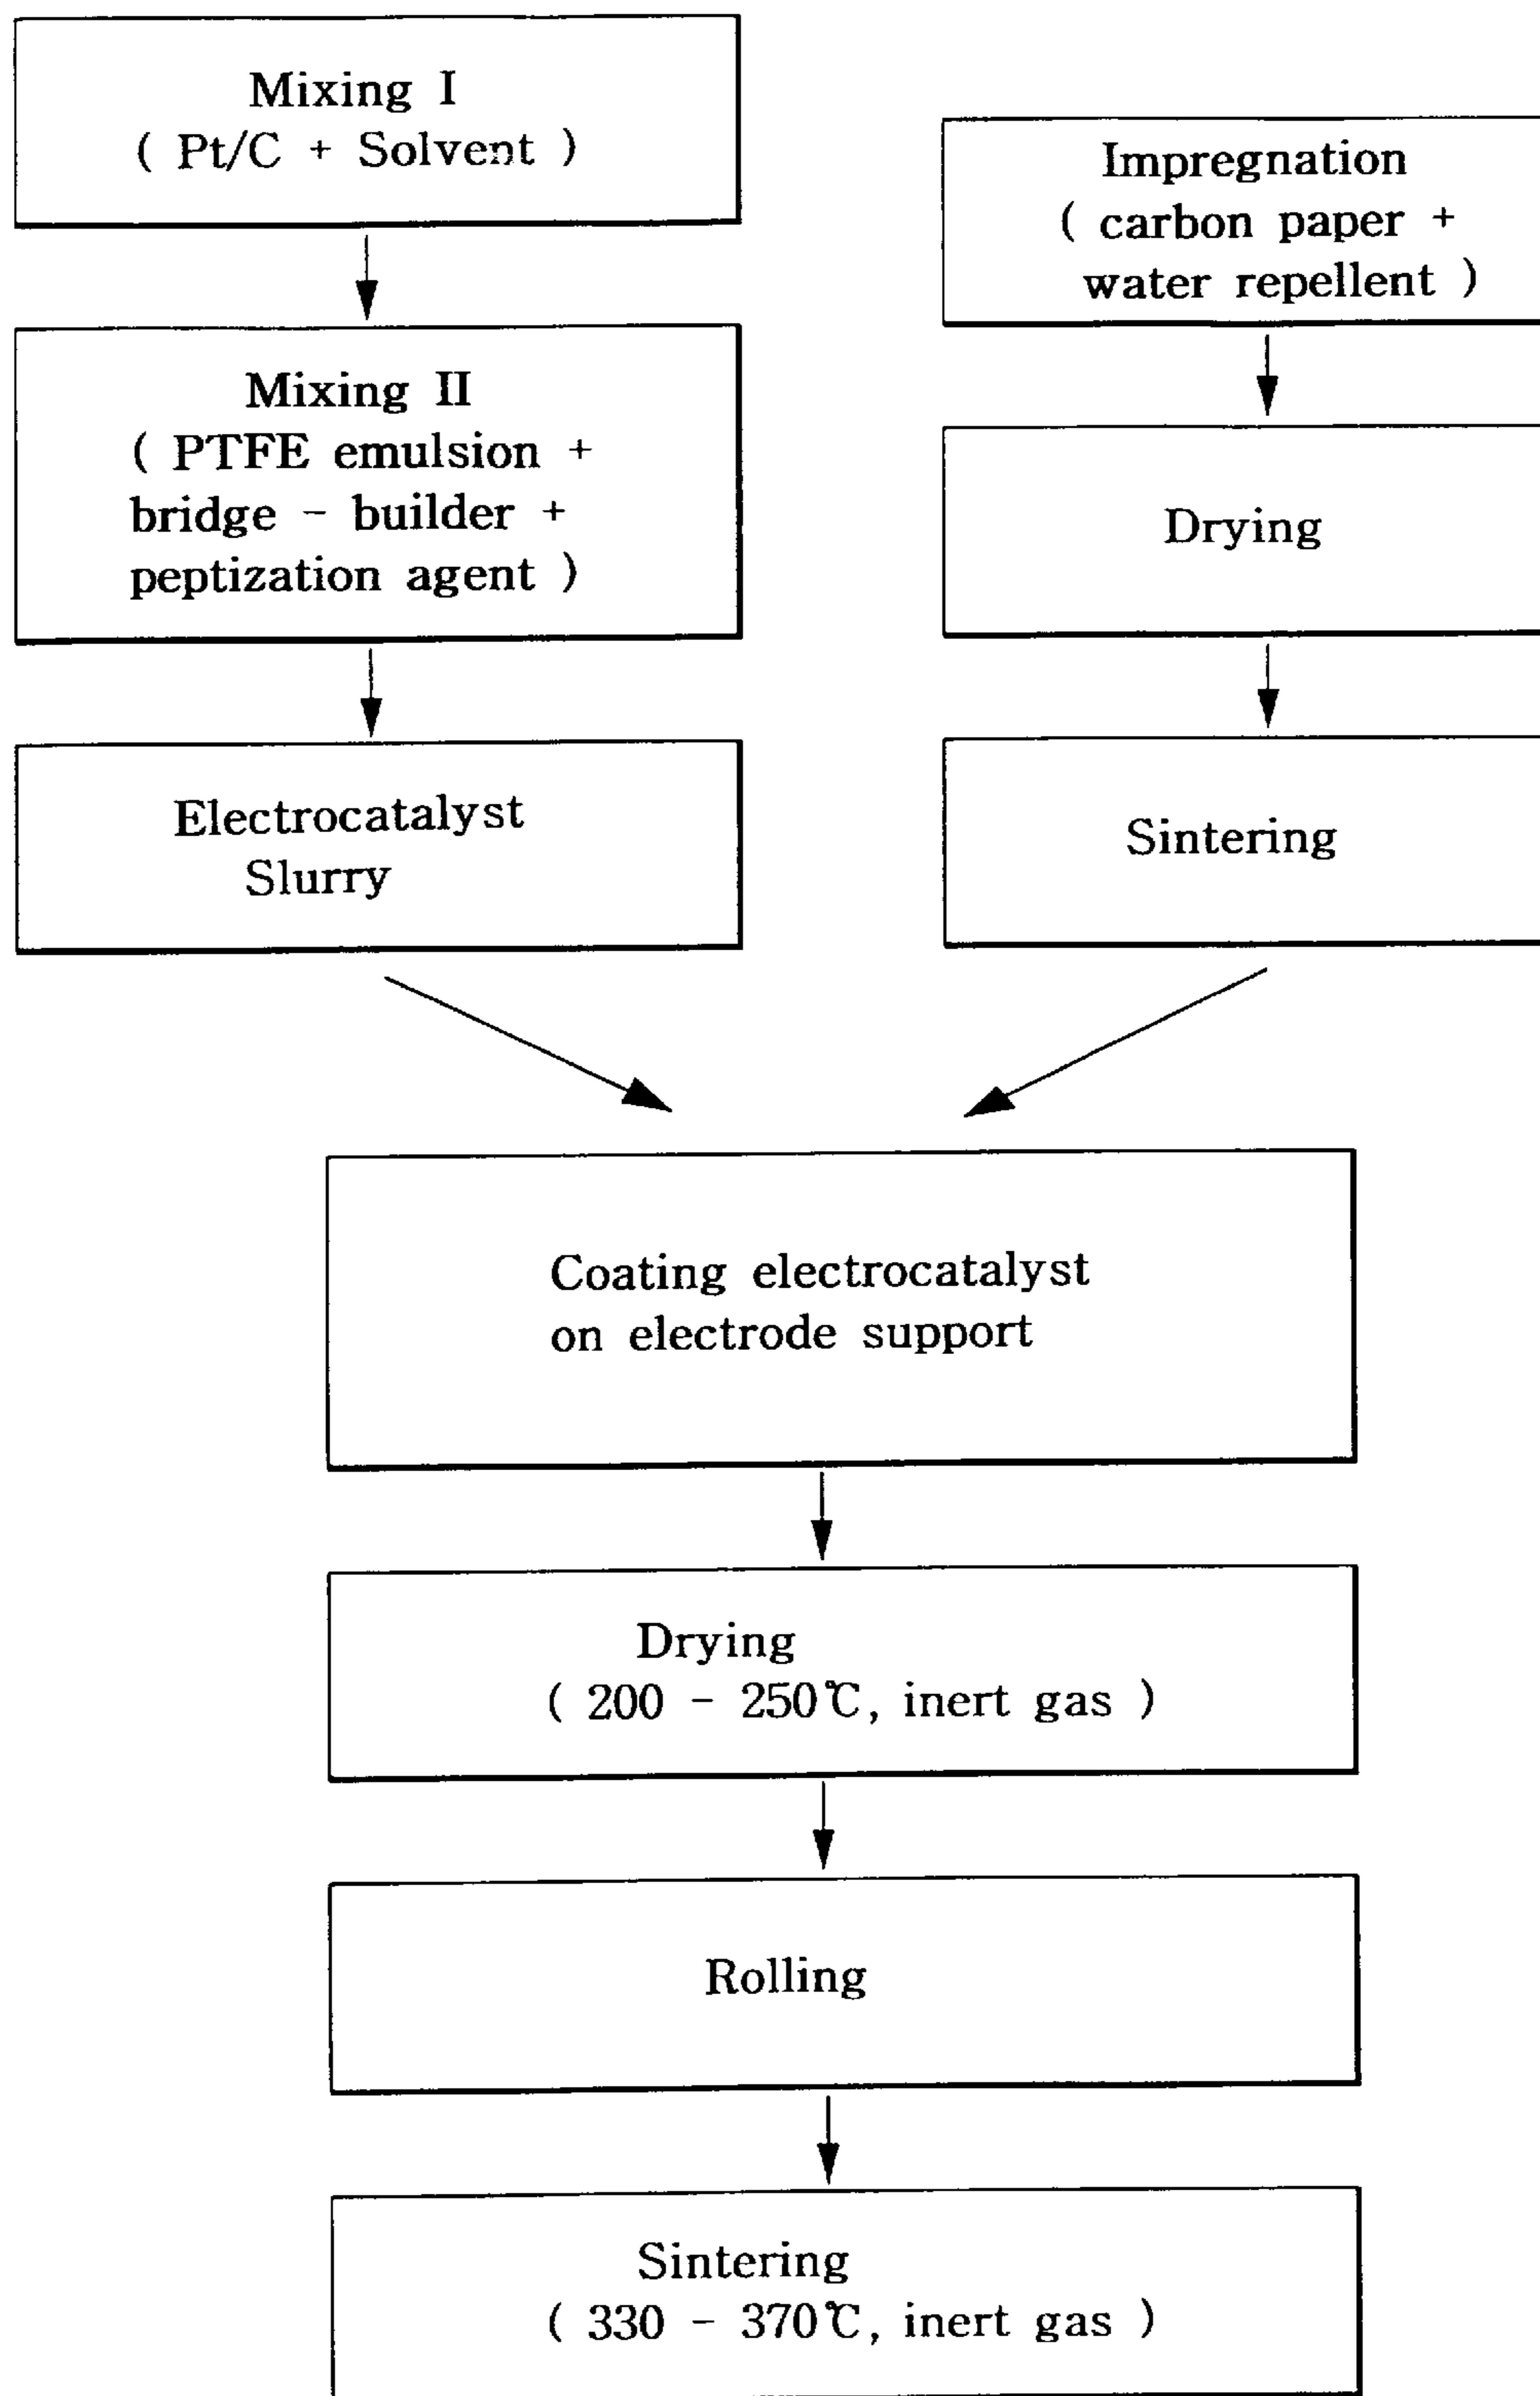 Mixing I
( Pt/C + Solvent )
Mixing II
( PTFE emulsion +
bridge - builder +
peptization agent )
Electrocatalyst
Slurry
Impregnation
( carbon paper +
water repellent )
Drying
Sintering
Coating electrocatalyst
on electrode support
Drying
( 200 - 250℃, inert gas )
Rolling
Sintering
( 330 - 370℃, inert gas )